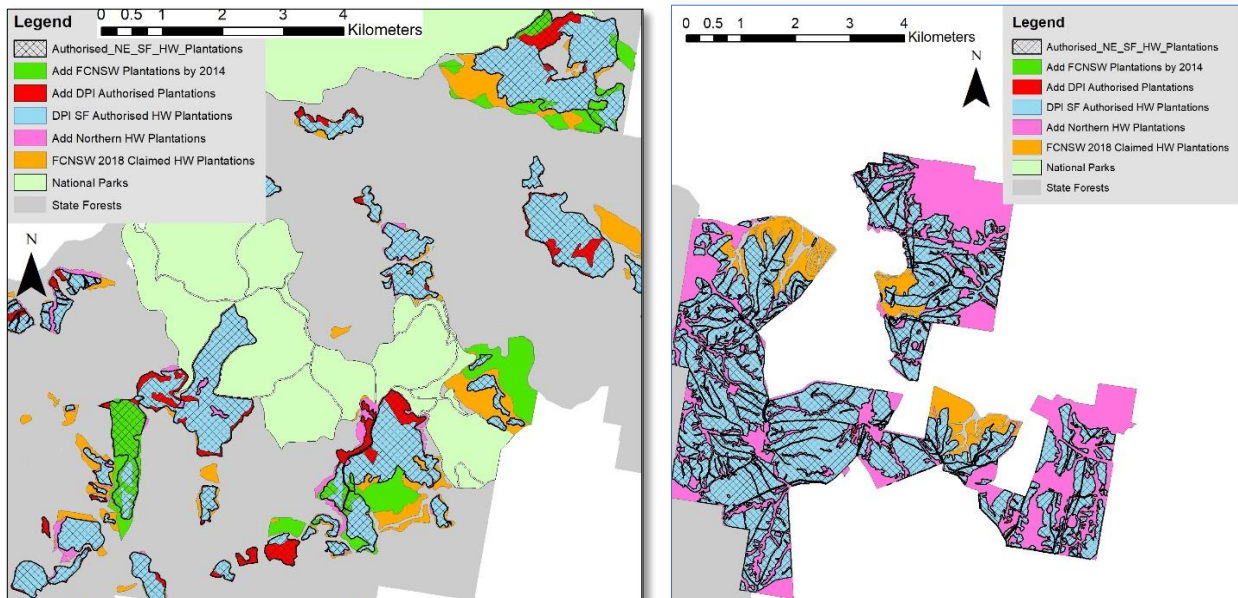 Legend
0 0.5 1 2 3 4
Kilometers
Authorised_NE_SF_HW_Plantations
Add FCNSW Plantations by 2014
Add DPI Authorised Plantations
DPI SF Authorised HW Plantations
Add Northern HW Plantations
FCNSW 2018 Claimed HW Plantations
National Parks
State Forests
N
0 0.5 1 2 3 4
Kilometers
N
Legend
Authorised_NE_SF_HW_Plantations
Add FCNSW Plantations by 2014
Add DPI Authorised Plantations
DPI SF Authorised HW Plantations
Add Northern HW Plantations
FCNSW 2018 Claimed HW Plantations
National Parks
State Forests